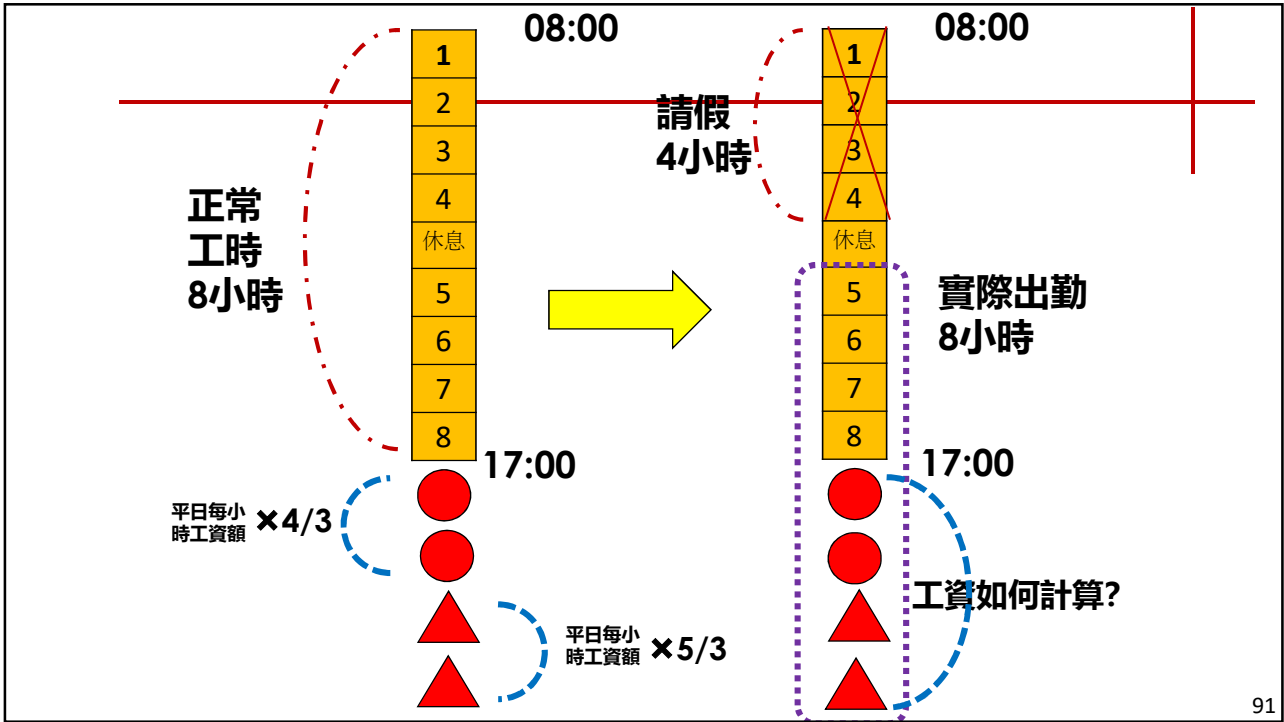 08:00
1
2
3
4
休息
5
6
7
8
17:00
正常
工時
8小時
平日每小
時工資額 ×4/3
平日每小
時工資額 ×5/3
08:00
1
2
3
4
休息
5
6
7
8
17:00
請假
4小時
實際出勤
8小時
工資如何計算?
91